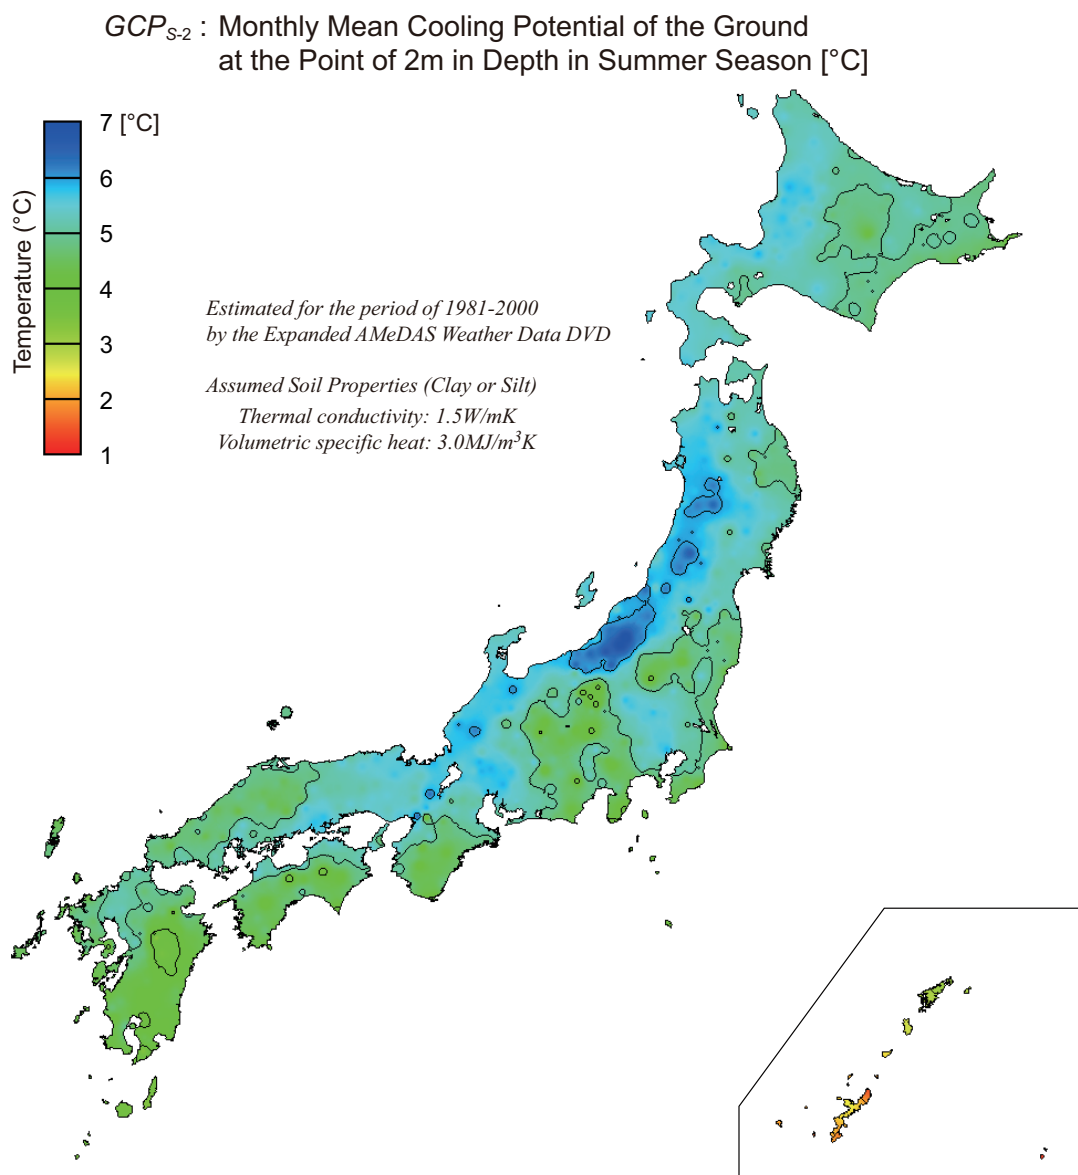 GCPS-2 : Monthly Mean Cooling Potential of the Ground
at the Point of 2m in Depth in Summer Season [°C]
7 [°C]
6
5
4
3
2
1
Temperature (°C)
Estimated for the period of 1981-2000
by the Expanded AMeDAS Weather Data DVD
Assumed Soil Properties (Clay or Silt)
Thermal conductivity: 1.5W/mK
Volumetric specific heat: 3.0MJ/m³K